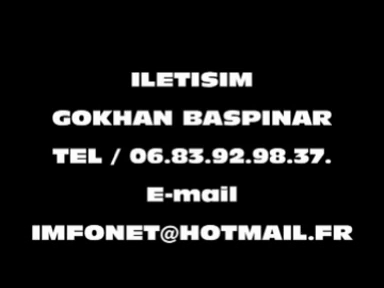 ILETISIM
GOKHAN BASPINAR
TEL / 06.83.92.98.37.
E-mail
IMFONET@HOTMAIL.FR